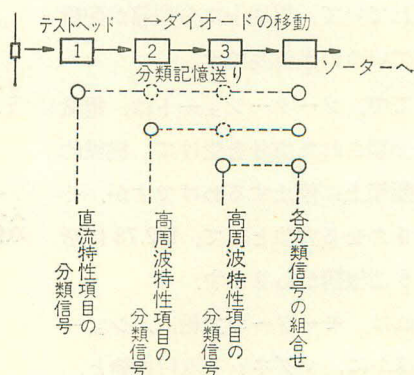 テストヘッド
→ダイオードの移動
1
2
3
分類記憶送り
ソーターへ
直流特性項目の
分類信号
高周波特性項目の
分類信号
高周波特性項目の
分類信号
各分類信号の組合せ